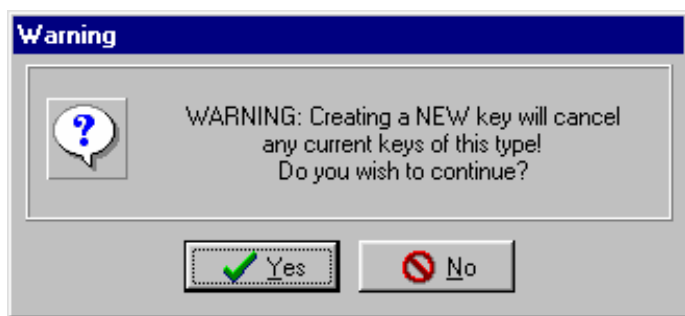 Warning
WARNING: Creating a NEW key will cancel
any current keys of this type!
Do you wish to continue?
Yes
No